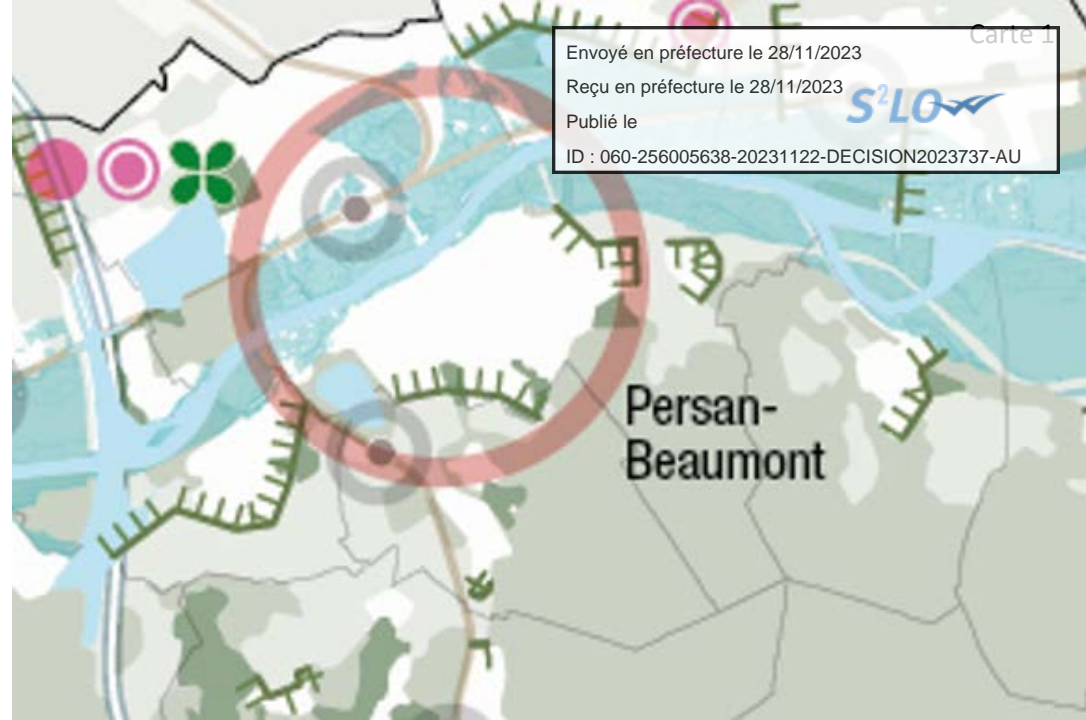 Carte 1
Envoyé en préfecture le 28/11/2023
Reçu en préfecture le 28/11/2023
S²LO
Publié le
ID : 060-256005638-20231122-DECISION2023737-AU
Persan-
Beaumont